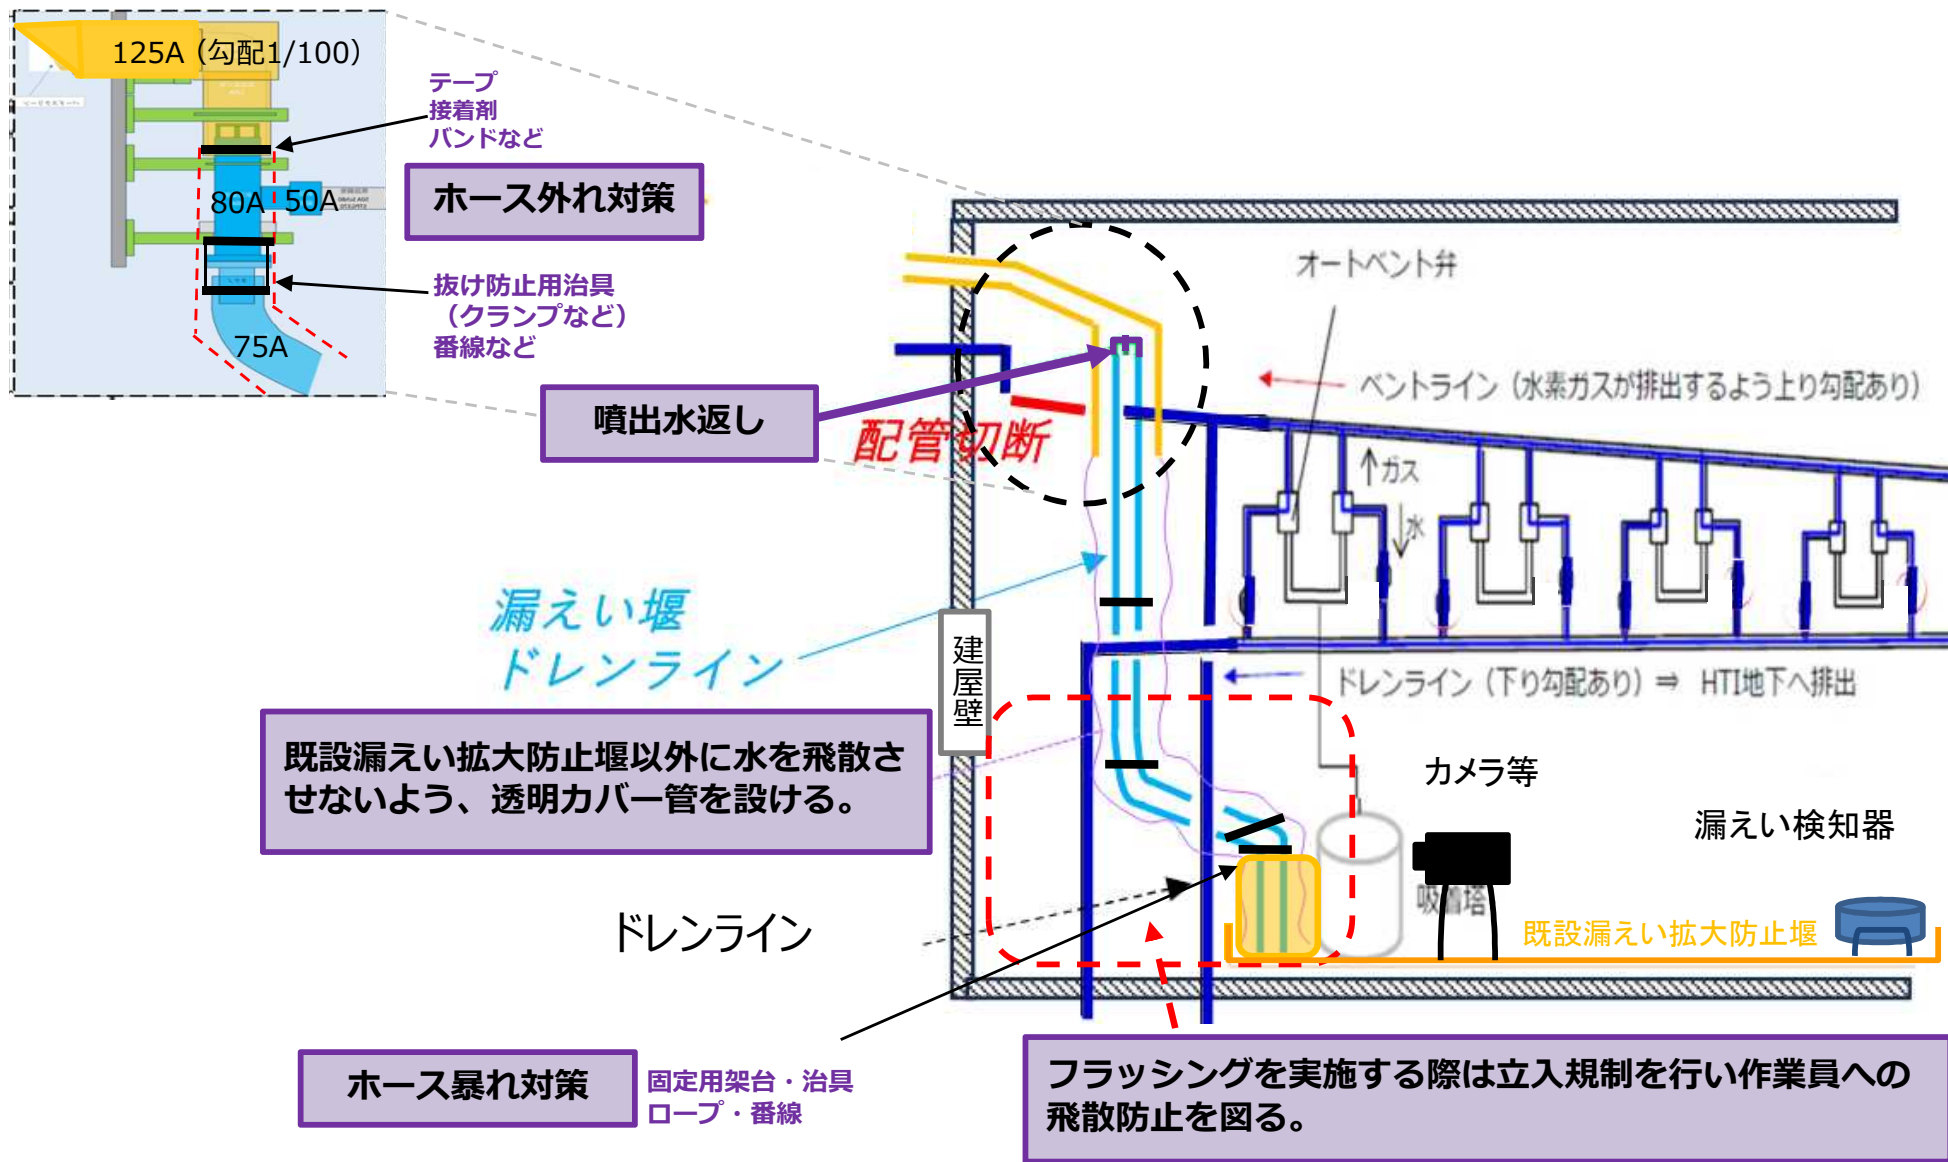 125A（勾配1/100）
テープ
接着剤
バンドなど
80A
50A
ホース外れ対策
抜け防止用治具
（クランプなど）
番線など
75A
噴出水返し
配管切断
オートベント弁
ベントライン（水素ガスが排出するよう上り勾配あり）
ガス
水
漏えい堰
ドレンライン
建屋壁
ドレンライン（下り勾配あり）⇒ HTI地下へ排出
既設漏えい拡大防止堰以外に水を飛散さ
せないよう、透明カバー管を設ける。
カメラ等
漏えい検知器
吸着塔
既設漏えい拡大防止堰
ドレンライン
ホース暴れ対策
固定用架台・治具
ロープ・番線
フラッシングを実施する際は立入規制を行い作業員への
飛散防止を図る。